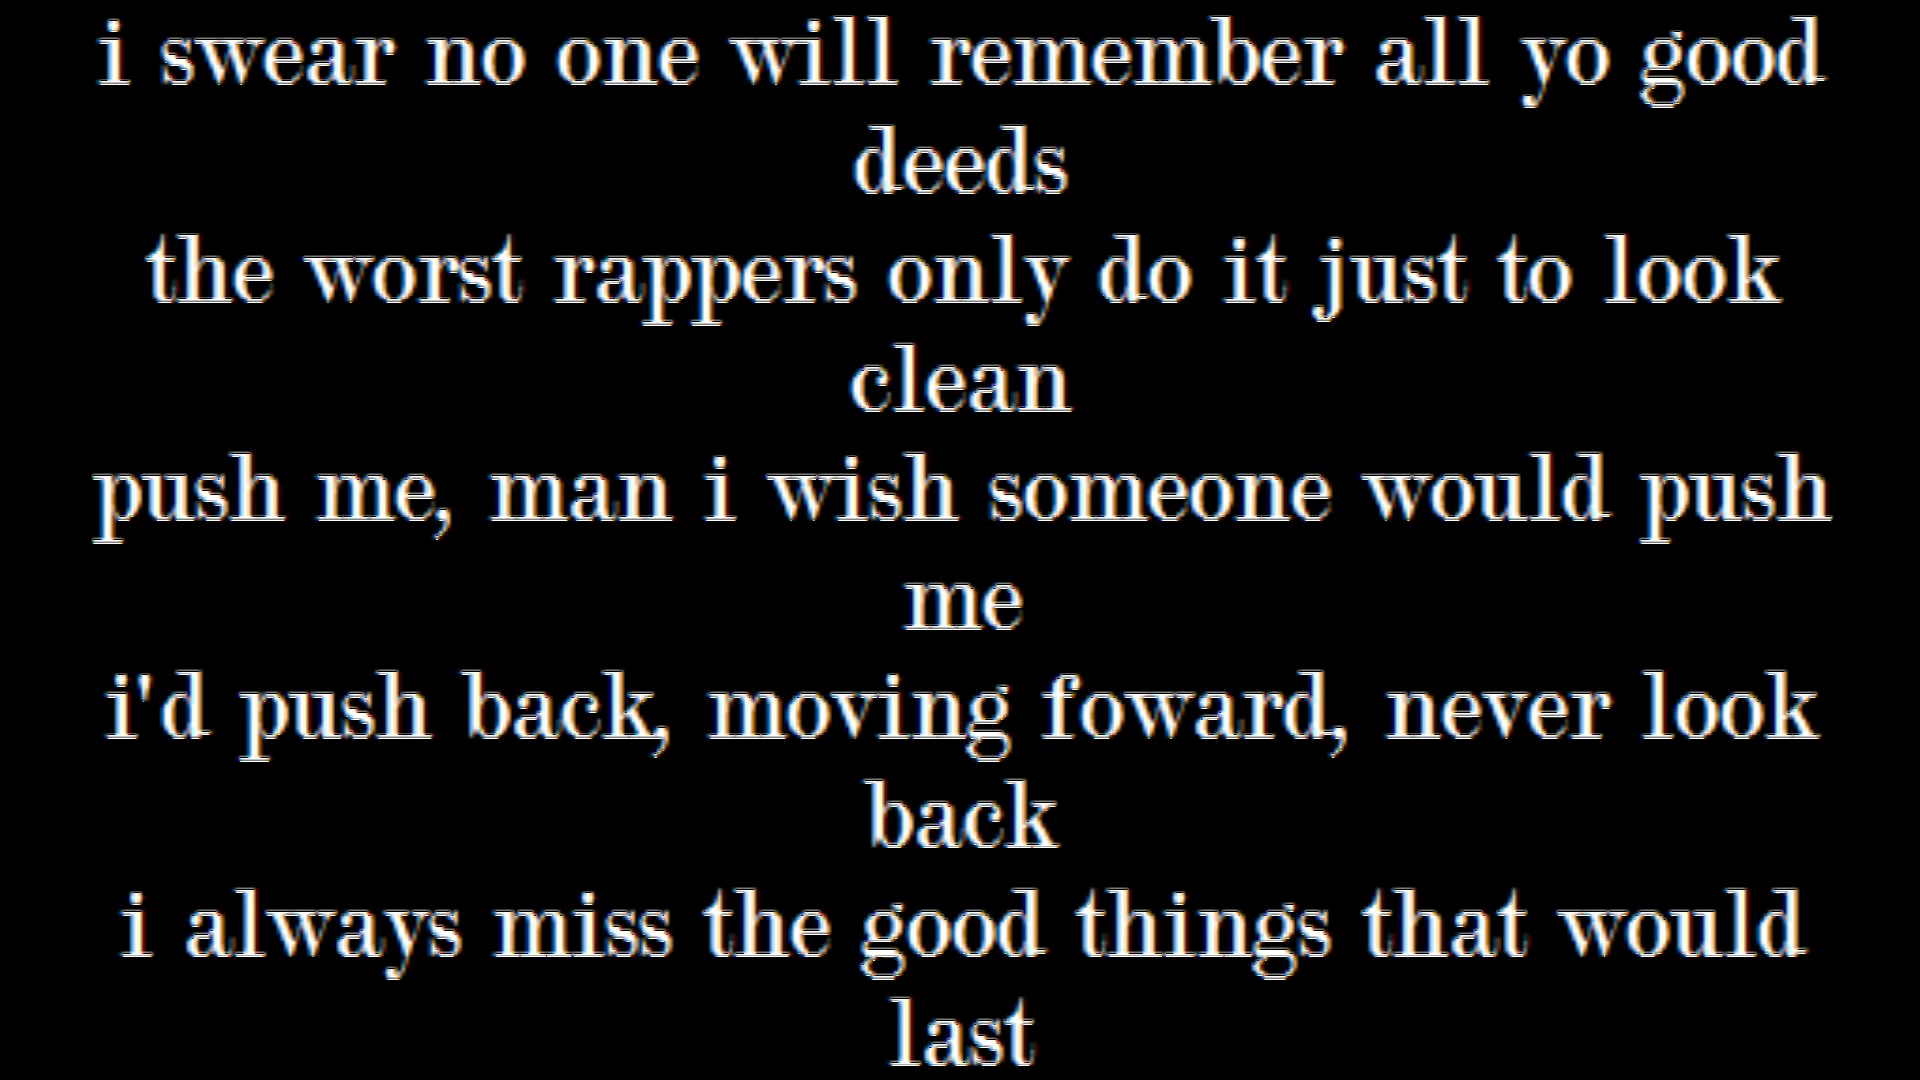 i swear no one will remember all yo good
deeds
the worst rappers only do it just to look
clean
push me, man i wish someone would push
me
i'd push back, moving foward, never look
back
i always miss the good things that would
last